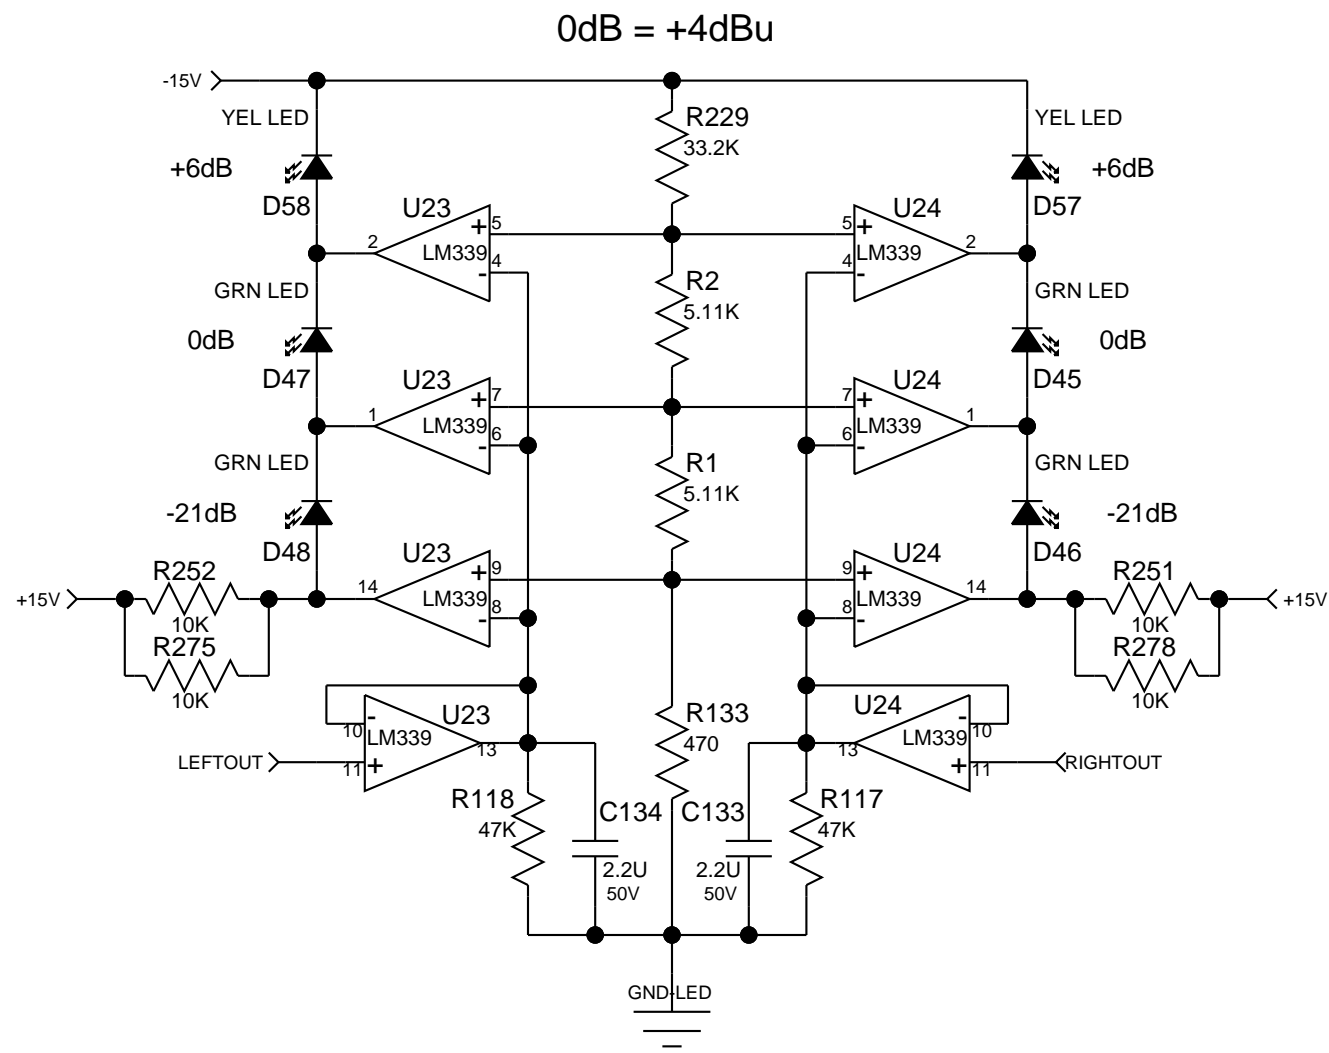 0dB = +4dBu
-15V
YEL LED
+6dB
D58
R229
33.2K
YEL LED
+6dB
D57
U23
LM339
+
-
5
4
2
U24
LM339
+
-
5
4
2
GRN LED
0dB
D47
R2
5.11K
GRN LED
0dB
D45
U23
LM339
+
-
7
6
1
U24
LM339
+
-
7
6
1
GRN LED
-21dB
D48
R1
5.11K
GRN LED
-21dB
D46
U23
LM339
+
-
9
8
14
U24
LM339
+
-
9
8
14
+15V
R252
10K
R275
10K
R251
10K
R278
10K
+15V
U23
LM339
-
+
10
11
13
LEFTOUT
R133
470
U24
LM339
-
+
10
11
13
RIGHTOUT
R118
47K
C134
2.2U
50V
C133
2.2U
50V
R117
47K
GND-LED